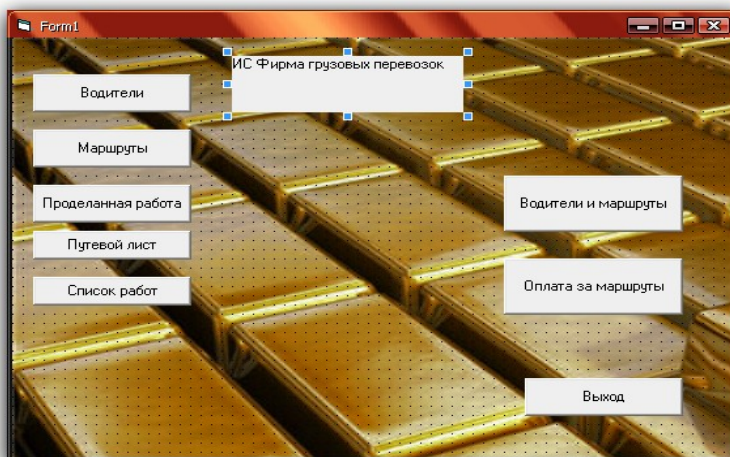 Form1
ИС Фирма грузовых перевозок
Водители
Маршруты
Проделанная работа
Путевой лист
Список работ
Водители и маршруты
Оплата за маршруты
Выход